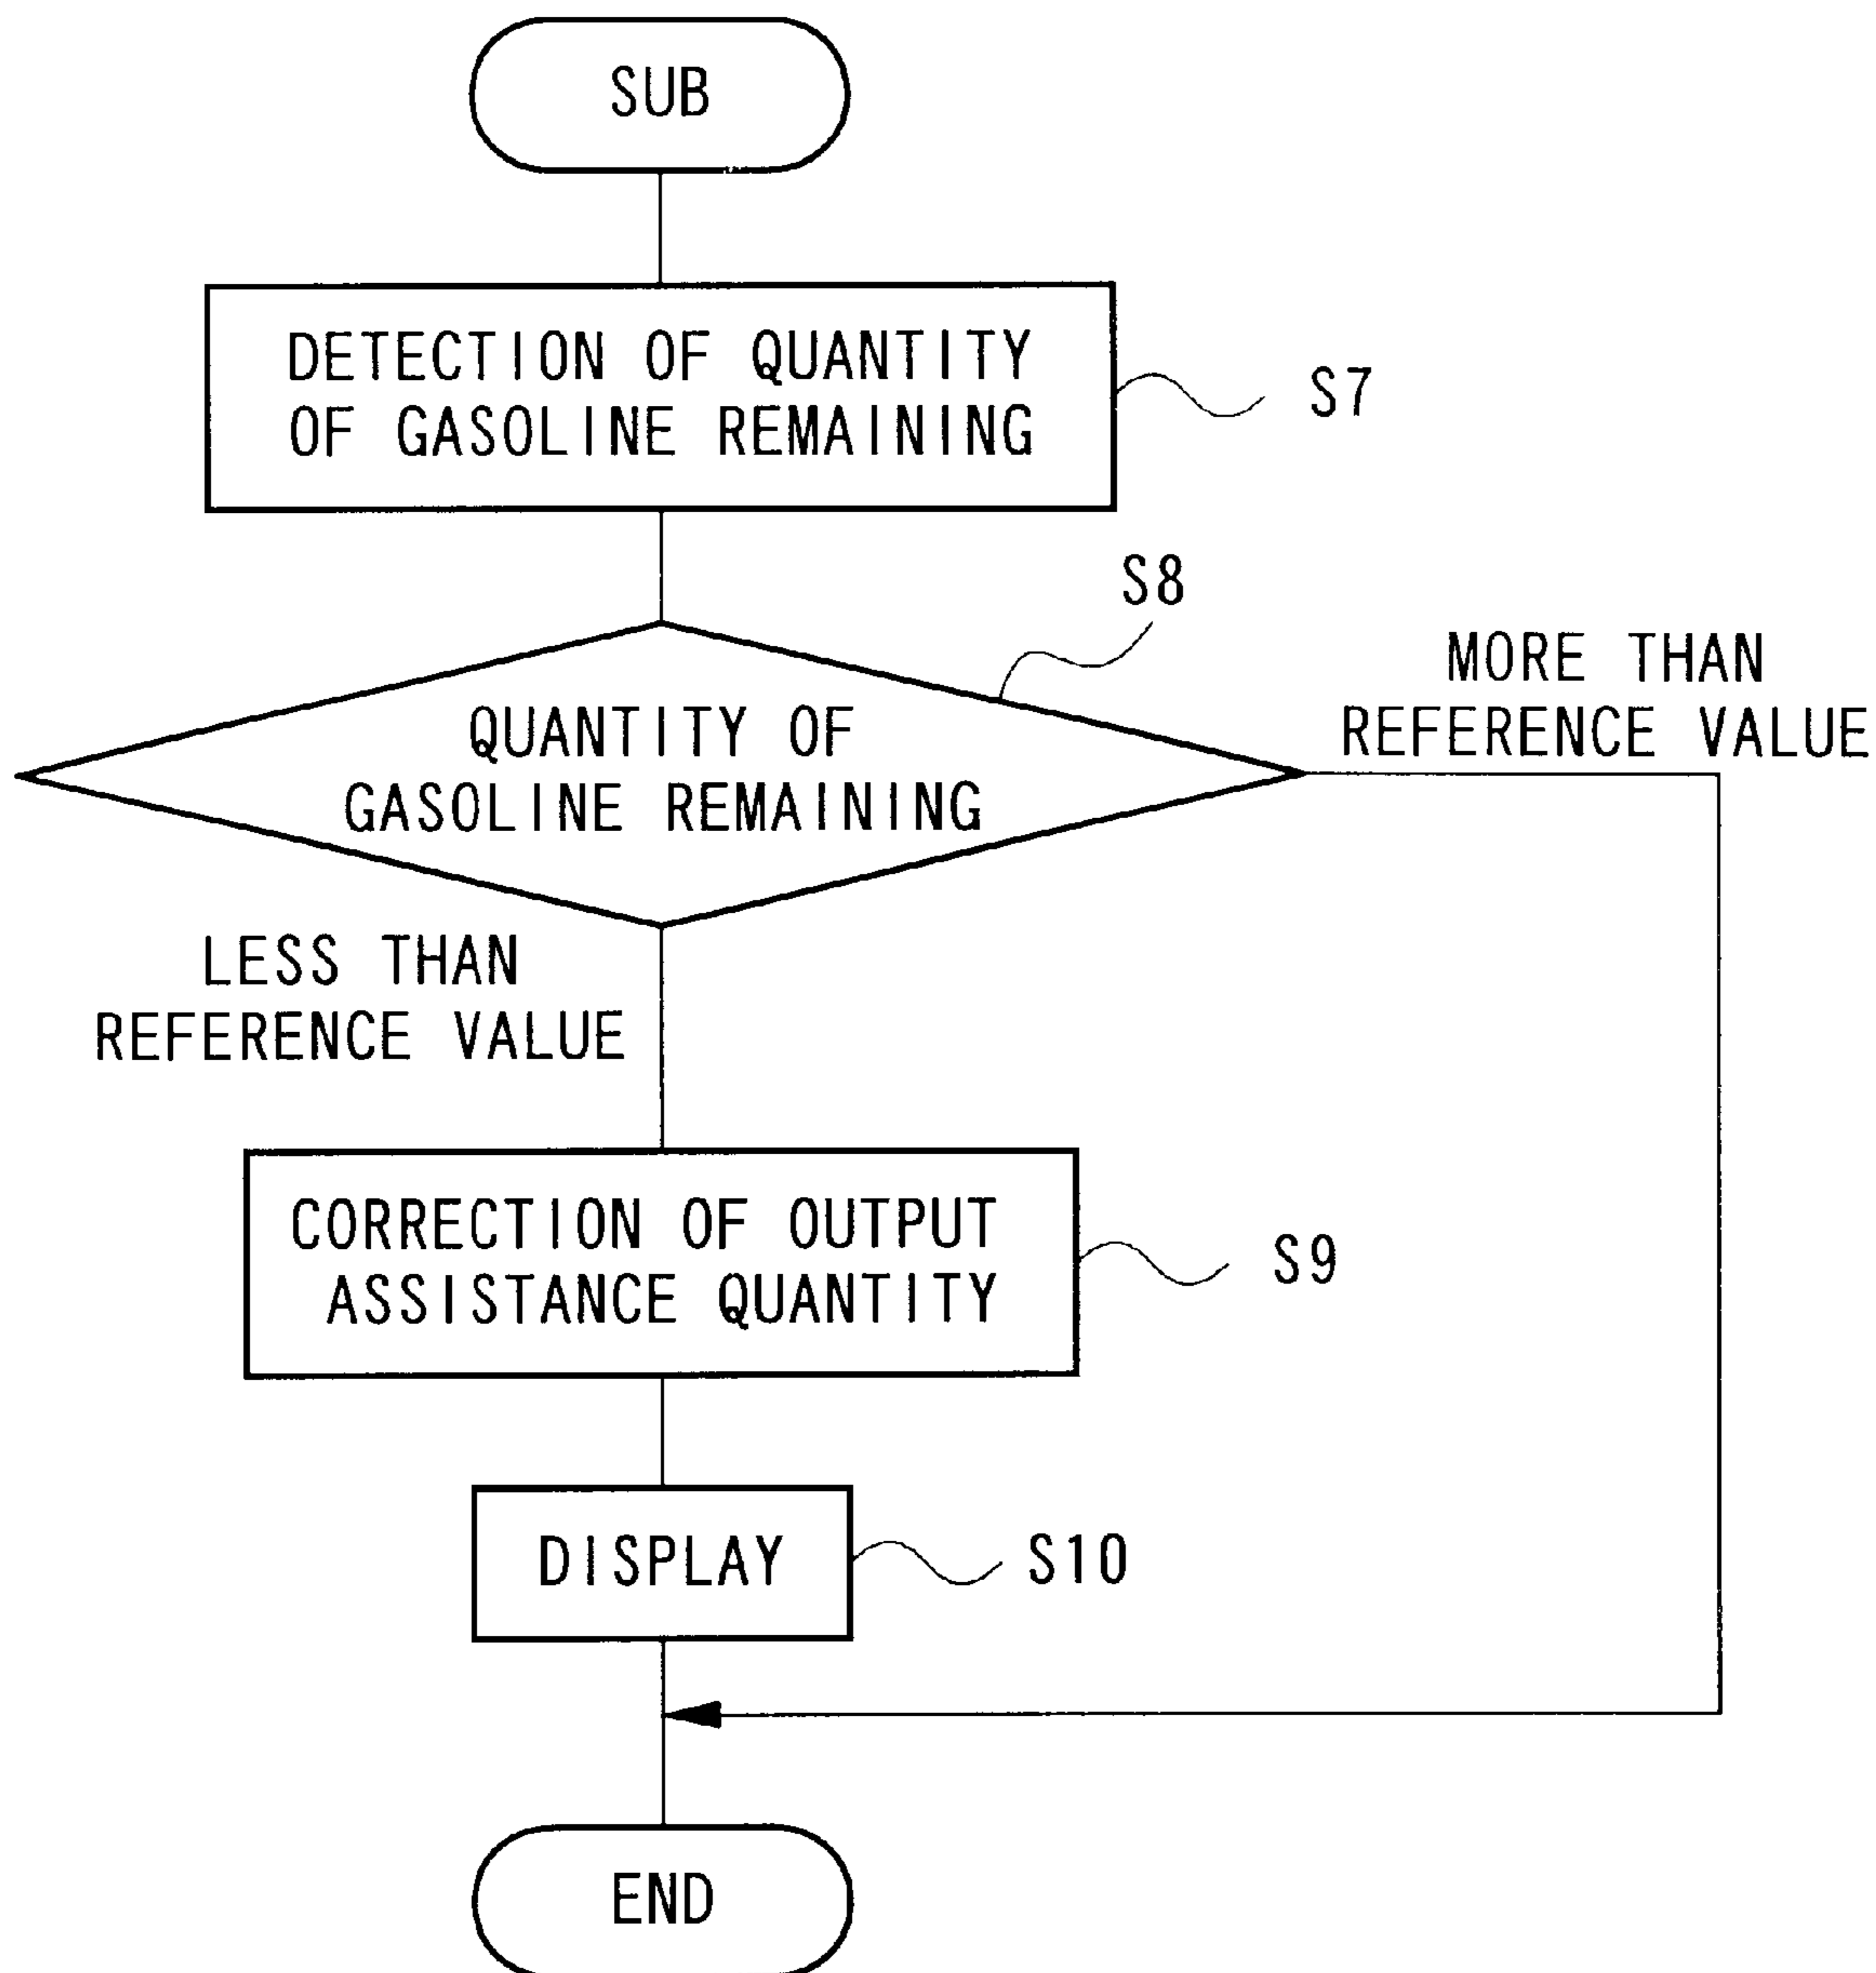 SUB
DETECTION OF QUANTITY
OF GASOLINE REMAINING
S7
S8
MORE THAN
REFERENCE VALUE
QUANTITY OF
GASOLINE REMAINING
LESS THAN
REFERENCE VALUE
CORRECTION OF OUTPUT
ASSISTANCE QUANTITY
S9
DISPLAY
S10
END